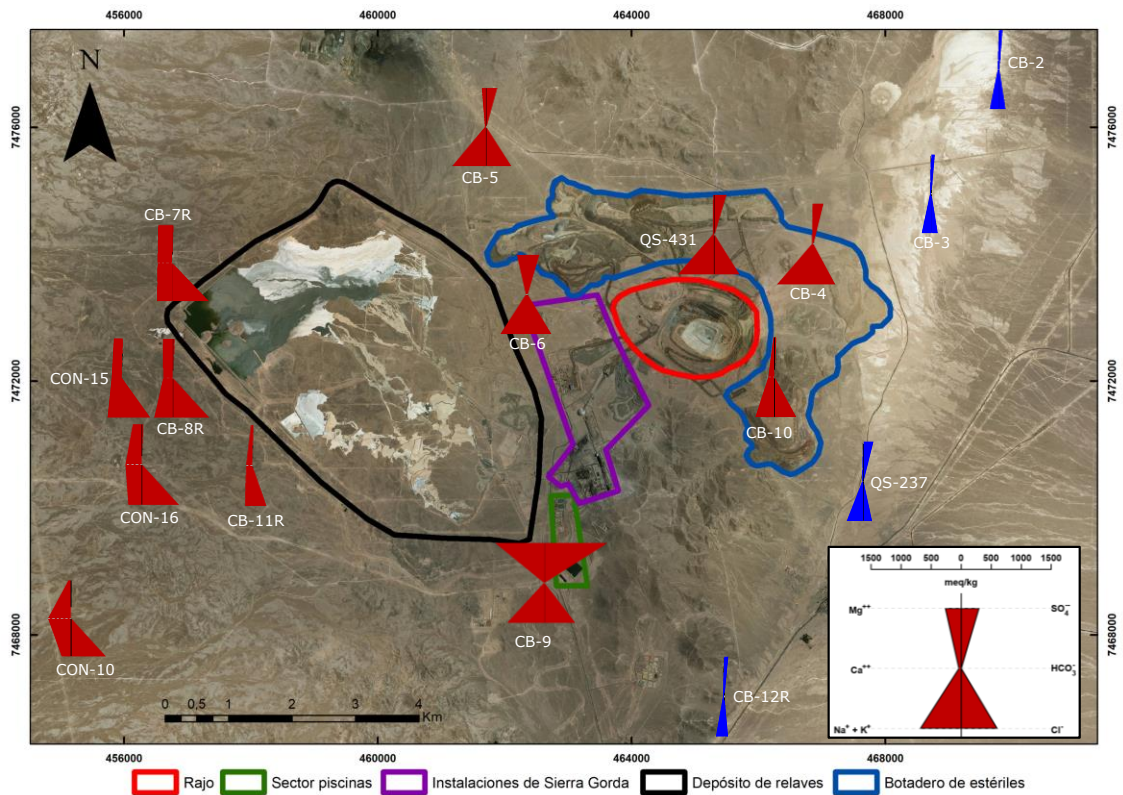 456000 460000 464000 468000
N
7476000
7476000
CB-2
CB-5
CB-3
CB-7R
QS-431
CB-4
CB-6
7472000
7472000
CON-15
CB-8R
CB-10
QS-237
CON-16
CB-11R
7468000
7468000
CB-9
CON-10
CB-12R
0 0,5 1 2 3 4
Km
1500 1000 500 0 500 1000 1500
meq/kg
Mg⁺⁺ SO₄⁻
Ca⁺⁺ HCO₃⁻
Na⁺ + K⁺ Cl⁻
456000 460000 464000 468000
Rajo Sector piscinas Instalaciones de Sierra Gorda Depósito de relaves Botadero de estériles